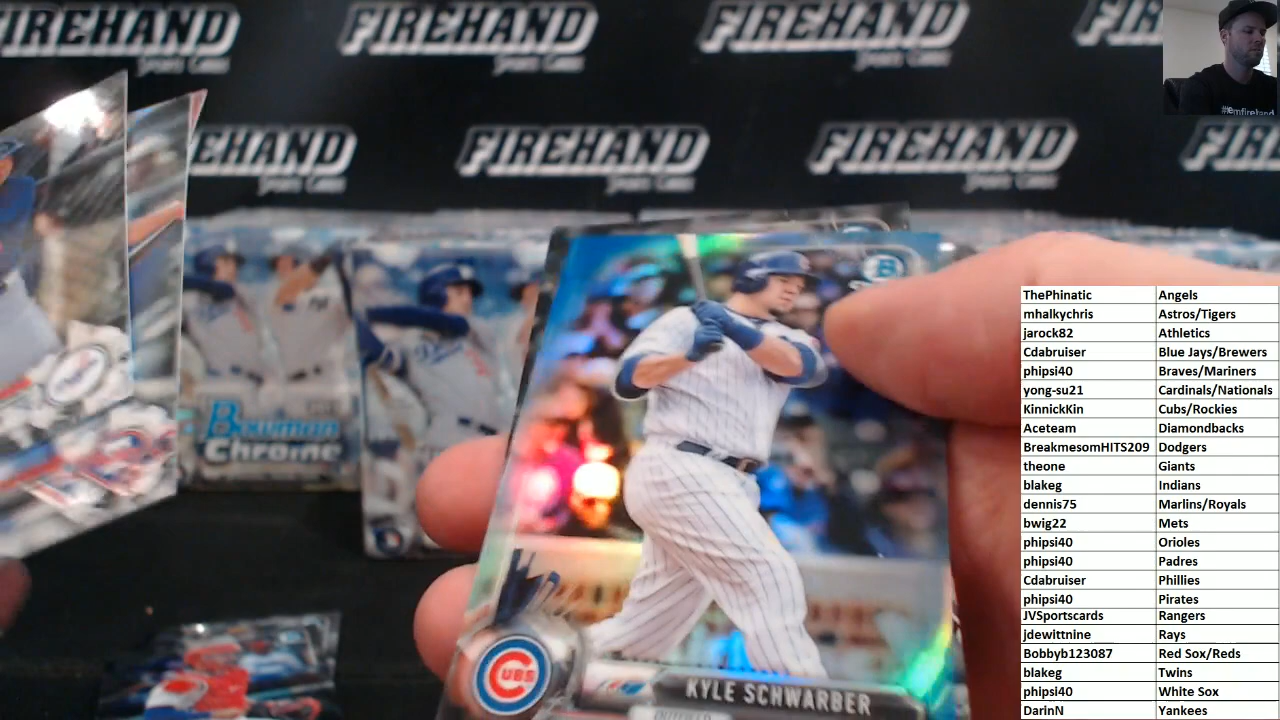 FIREHAND
FIREHAND
FIREHAND
FIREHAND
FIREHAND
FIREHAND
Bowman
Chrome
B
CUBS
KYLE SCHWARBER
ThePhinatic Angels
mhalkychris Astros/Tigers
jarock82 Athletics
Cdabruiser Blue Jays/Brewers
phipsi40 Braves/Mariners
yong-su21 Cardinals/Nationals
KinnickKin Cubs/Rockies
Aceteam Diamondbacks
BreakmesomHITS209 Dodgers
theone Giants
blakeg Indians
dennis75 Marlins/Royals
bwig22 Mets
phipsi40 Orioles
phipsi40 Padres
Cdabruiser Phillies
phipsi40 Pirates
JVSportscards Rangers
jdewittnine Rays
Bobbyb123087 Red Sox/Reds
blakeg Twins
phipsi40 White Sox
DarinN Yankees